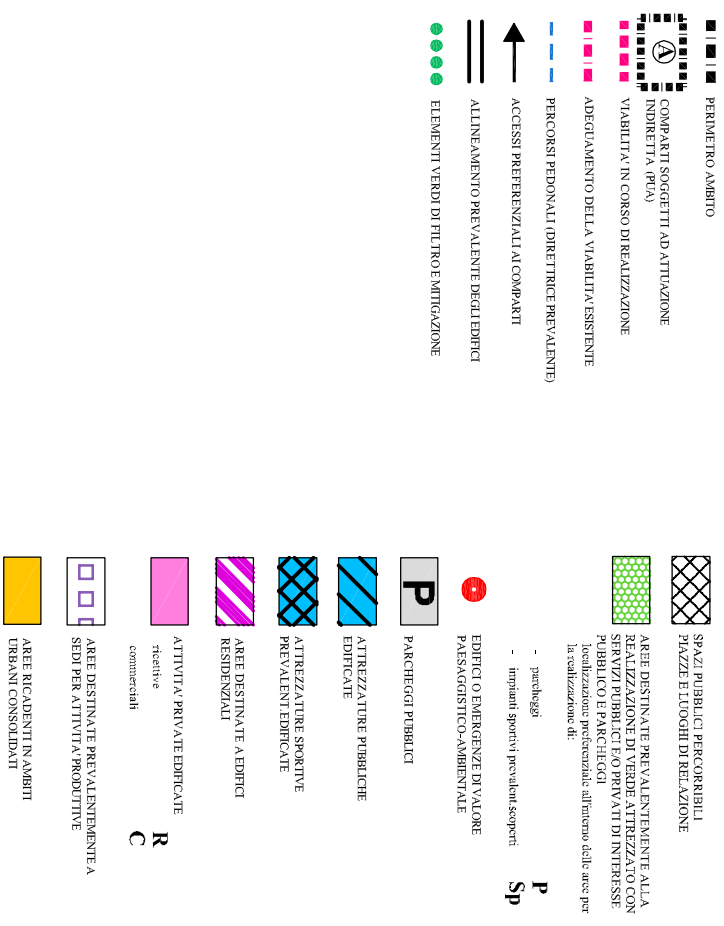 PERIMETRO AMBITO
A
COMPARTI SOGGETTI AD ATTUAZIONE
INDIRETTA (PUA)
VIABILITA' IN CORSO DI REALIZZAZIONE
ADEGUAMENTO DELLA VIABILITA' ESISTENTE
PERCORSI PEDONALI (DIRETTRICE PREVALENTE)
ACCESSI PREFERENZIALI AI COMPARTI
ALLINEAMENTO PREVALENTE DEGLI EDIFICI
ELEMENTI VERDI DI FILTRO E MITIGAZIONE
SPAZI PUBBLICI PERCORRIBILI
PIAZZE E LUOGHI DI RELAZIONE
AREE DESTINATE PREVALENTEMENTE ALLA
REALIZZAZIONE DI VERDE ATTREZZATO CON
SERVIZI PUBBLICI E/O PRIVATI DI INTERESSE
PUBBLICO E PARCHEGGI
localizzazione preferenziale all'interno delle aree per
la realizzazione di:
- parcheggi P
- impianti sportivi prevalent.scoperti Sp
EDIFICI O EMERGENZE DI VALORE
PAESAGGISTICO-AMBIENTALE
P
PARCHEGGI PUBBLICI
ATTREZZATURE PUBBLICHE
EDIFICATE
ATTREZZATURE SPORTIVE
PREVALENT.EDIFICATE
AREE DESTINATE A EDIFICI
RESIDENZIALI
ATTIVITA' PRIVATE EDIFICATE
ricettive R
commerciali C
AREE DESTINATE PREVALENTEMENTE A
SEDI PER ATTIVITA' PRODUTTIVE
AREE RICADENTI IN AMBITI
URBANI CONSOLIDATI